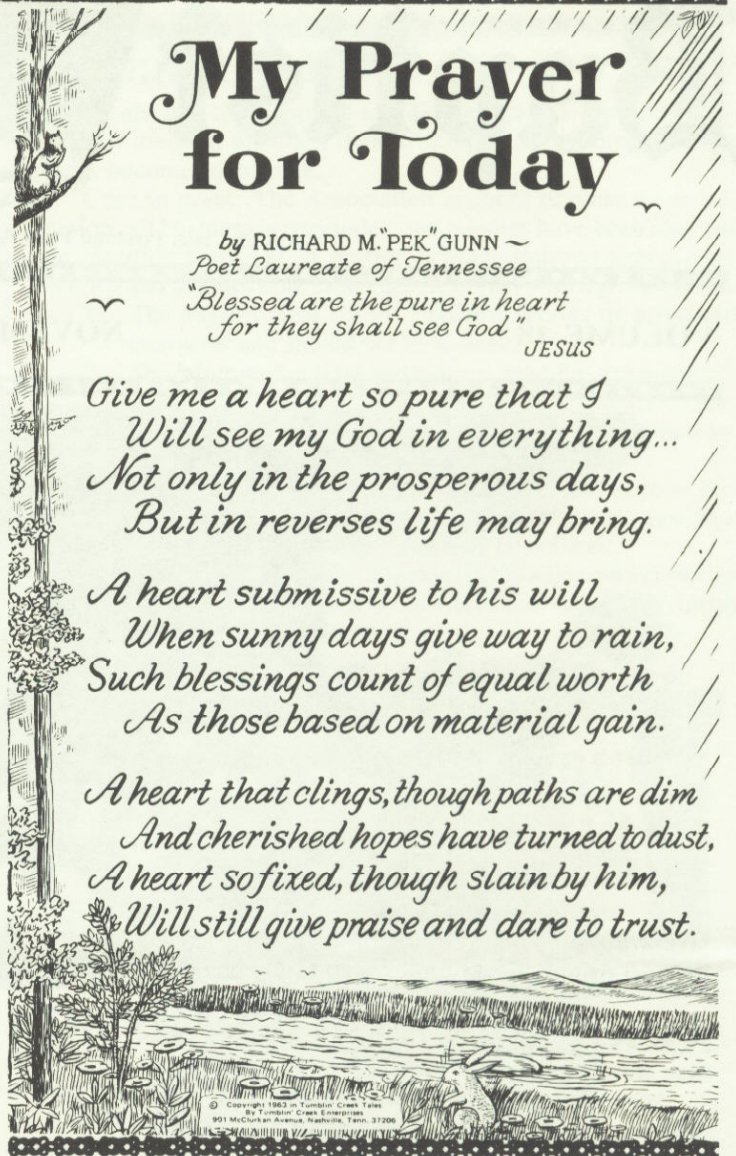 My Prayer
for Today
by RICHARD M. "PEK" GUNN ~
Poet Laureate of Tennessee
"Blessed are the pure in heart
for they shall see God"
JESUS
Give me a heart so pure that I
Will see my God in everything...
Not only in the prosperous days,
But in reverses life may bring.
A heart submissive to his will
When sunny days give way to rain,
Such blessings count of equal worth
As those based on material gain.
A heart that clings, though paths are dim
And cherished hopes have turned to dust,
A heart so fixed, though slain by him,
Will still give praise and dare to trust.
© Copyright 1963 in Tumblin' Creek Tales
By Tumblin' Creek Enterprises
901 McClurkan Avenue, Nashville, Tenn. 37206